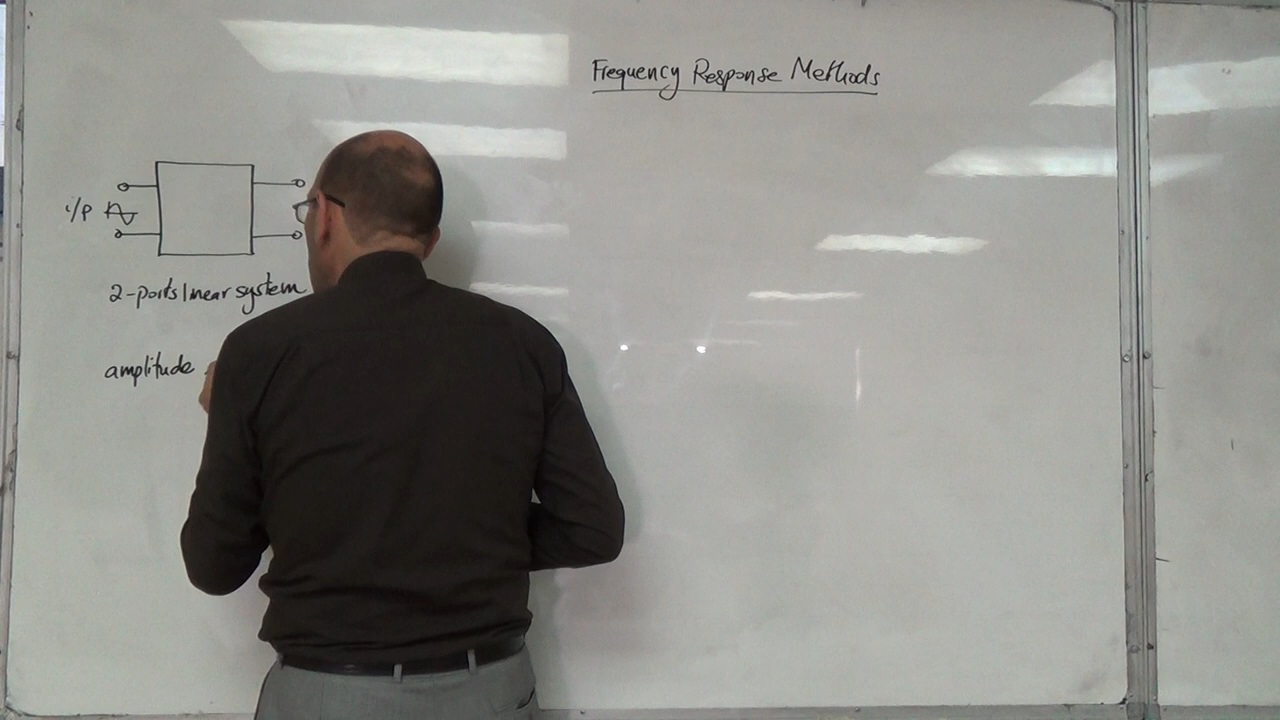 Frequency Response Methods
i/p
2-ports linear system
amplitude